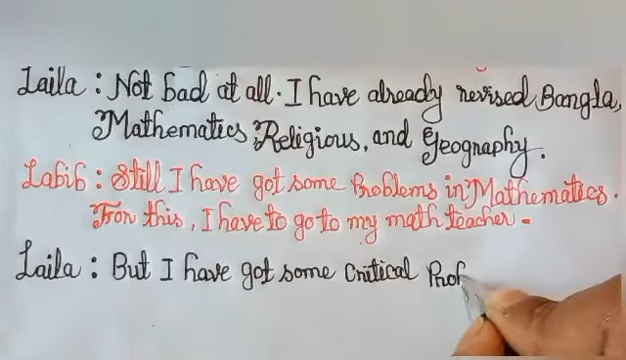 Laila : Not bad at all. I have already revised Bangla,
Mathematics, Religious, and Geography.
Labib : Still I have got some Problems in Mathematics.
For this, I have to go to my math teacher.
Laila : But I have got some Critical Prob